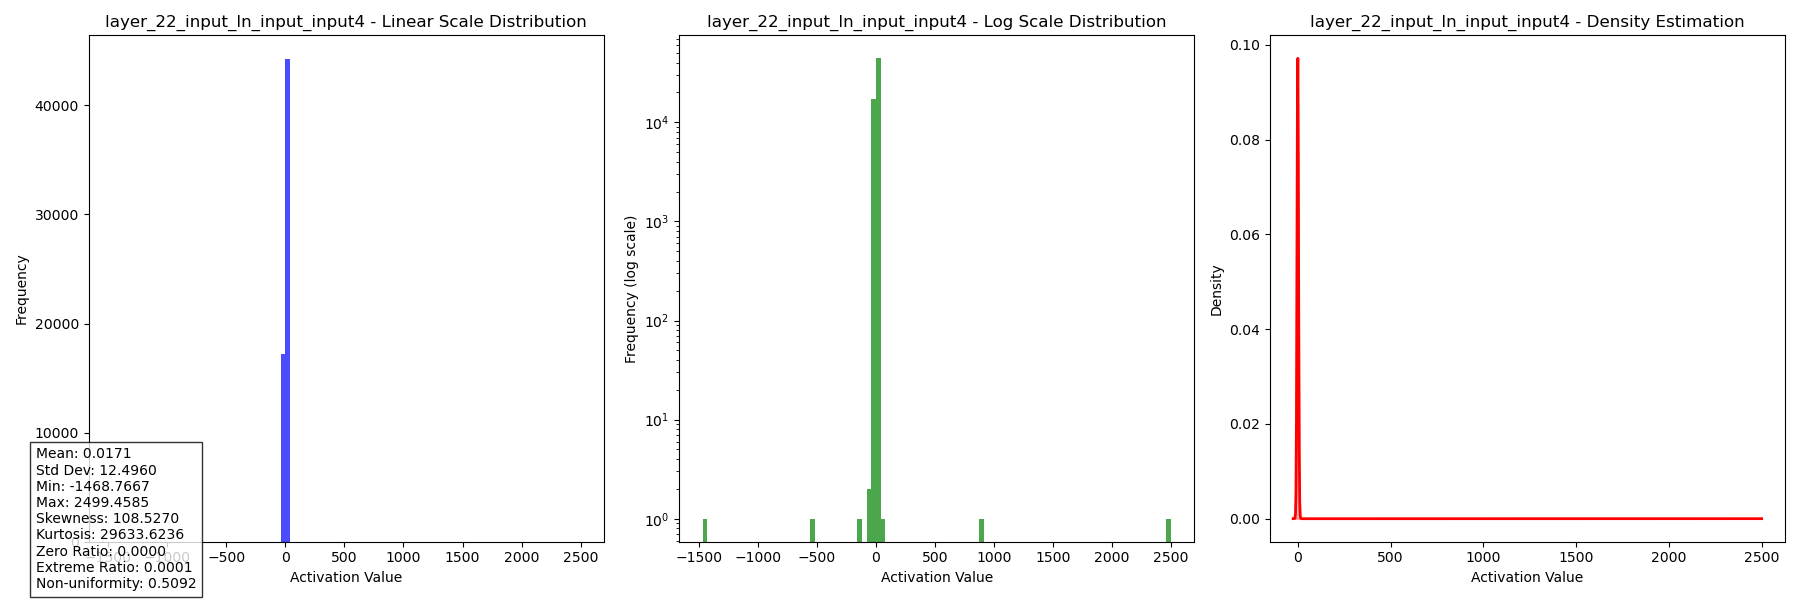 layer_22_input_ln_input_input4 - Linear Scale Distribution
40000
30000
20000
10000
Frequency
−500
0
500
1000
1500
2000
2500
Activation Value
Mean: 0.0171
Std Dev: 12.4960
Min: -1468.7667
Max: 2499.4585
Skewness: 108.5270
Kurtosis: 29633.6236
Zero Ratio: 0.0000
Extreme Ratio: 0.0001
Non-uniformity: 0.5092
layer_22_input_ln_input_input4 - Log Scale Distribution
10^4
10^3
10^2
10^1
10^0
Frequency (log scale)
−1500
−1000
−500
0
500
1000
1500
2000
2500
Activation Value
layer_22_input_ln_input_input4 - Density Estimation
0.10
0.08
0.06
0.04
0.02
0.00
Density
0
500
1000
1500
2000
2500
Activation Value